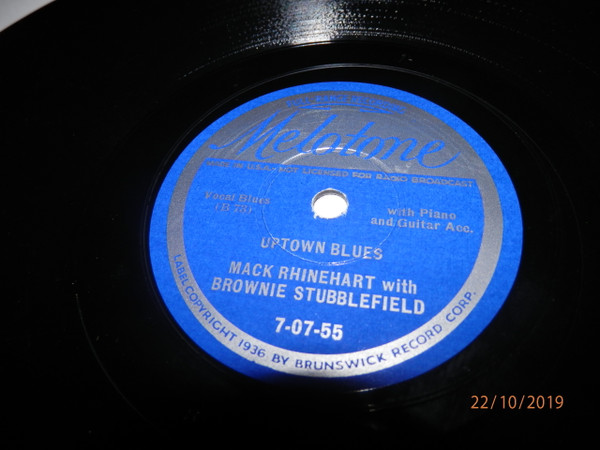 Melotone
MADE IN U.S.A. - NOT LICENSED FOR RADIO BROADCAST
Vocal Blues
with Piano
and Guitar Acc.
UPTOWN BLUES
MACK RHINEHART with
BROWNIE STUBBLEFIELD
7-07-55
LABEL COPYRIGHT 1936 BY BRUNSWICK RECORD CORP.
22/10/2019